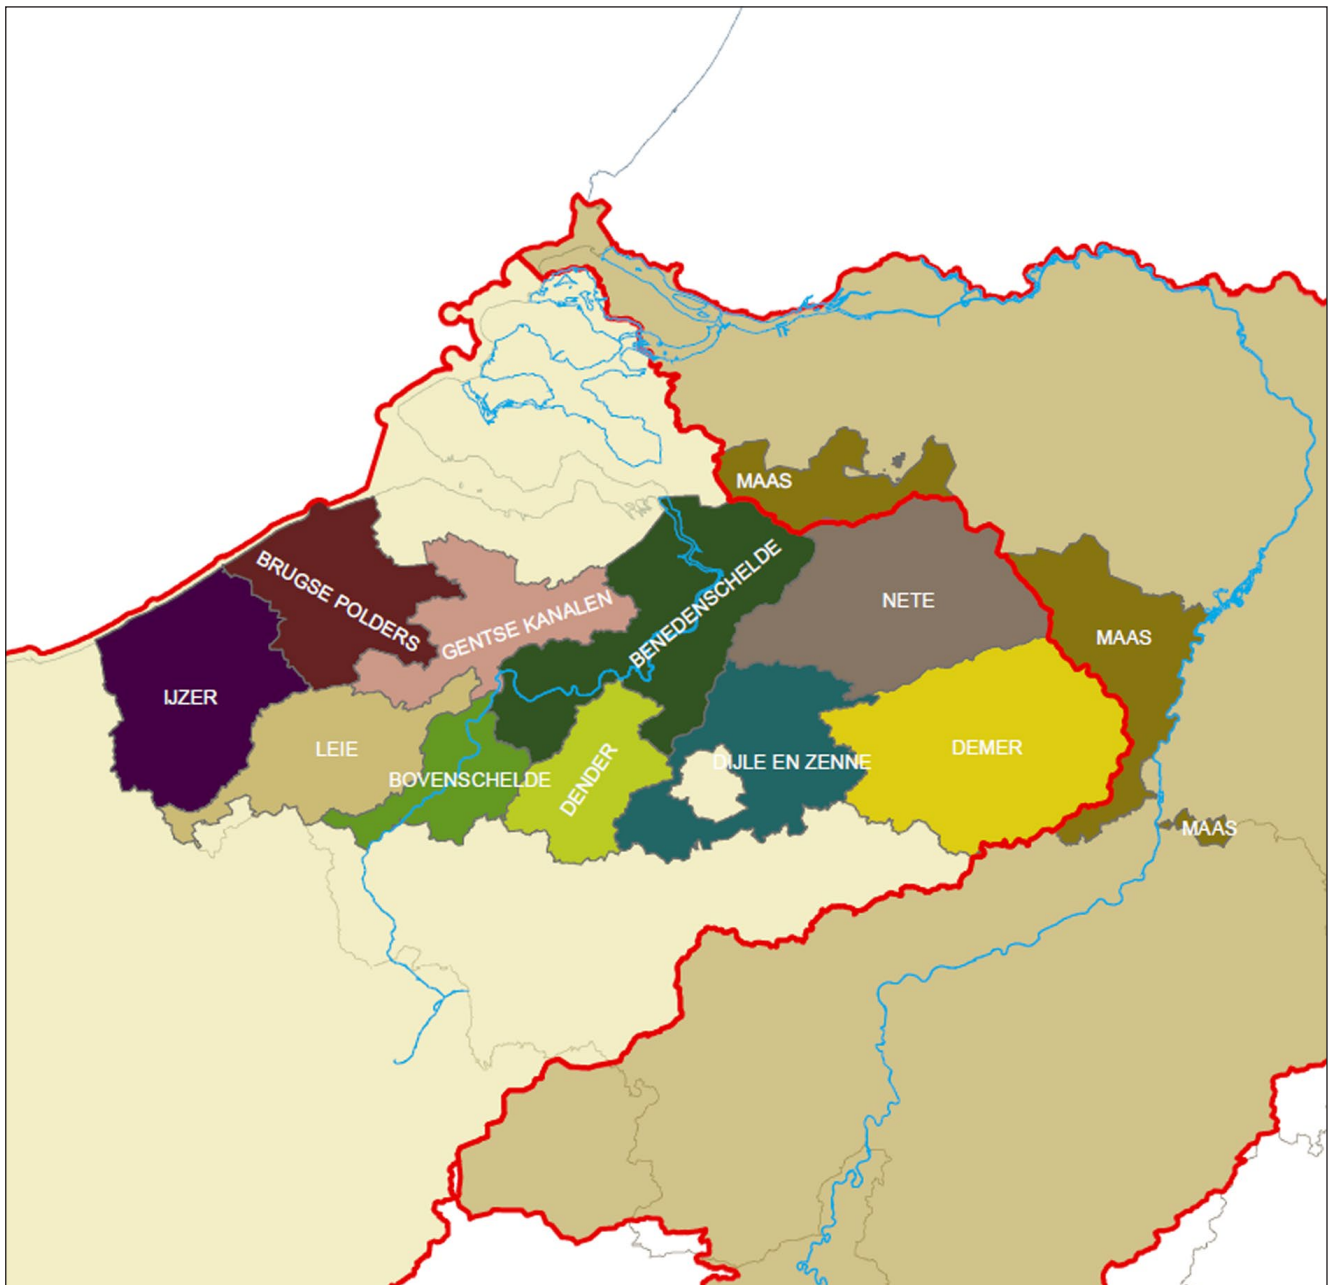 MAAS
BRUGSE POLDERS
BENEDENSCHELDE
NETE
GENTSE KANALEN
MAAS
IJZER
LEIE
DEMER
DIJLE EN ZENNE
BOVENSCHELDE
DENDER
MAAS